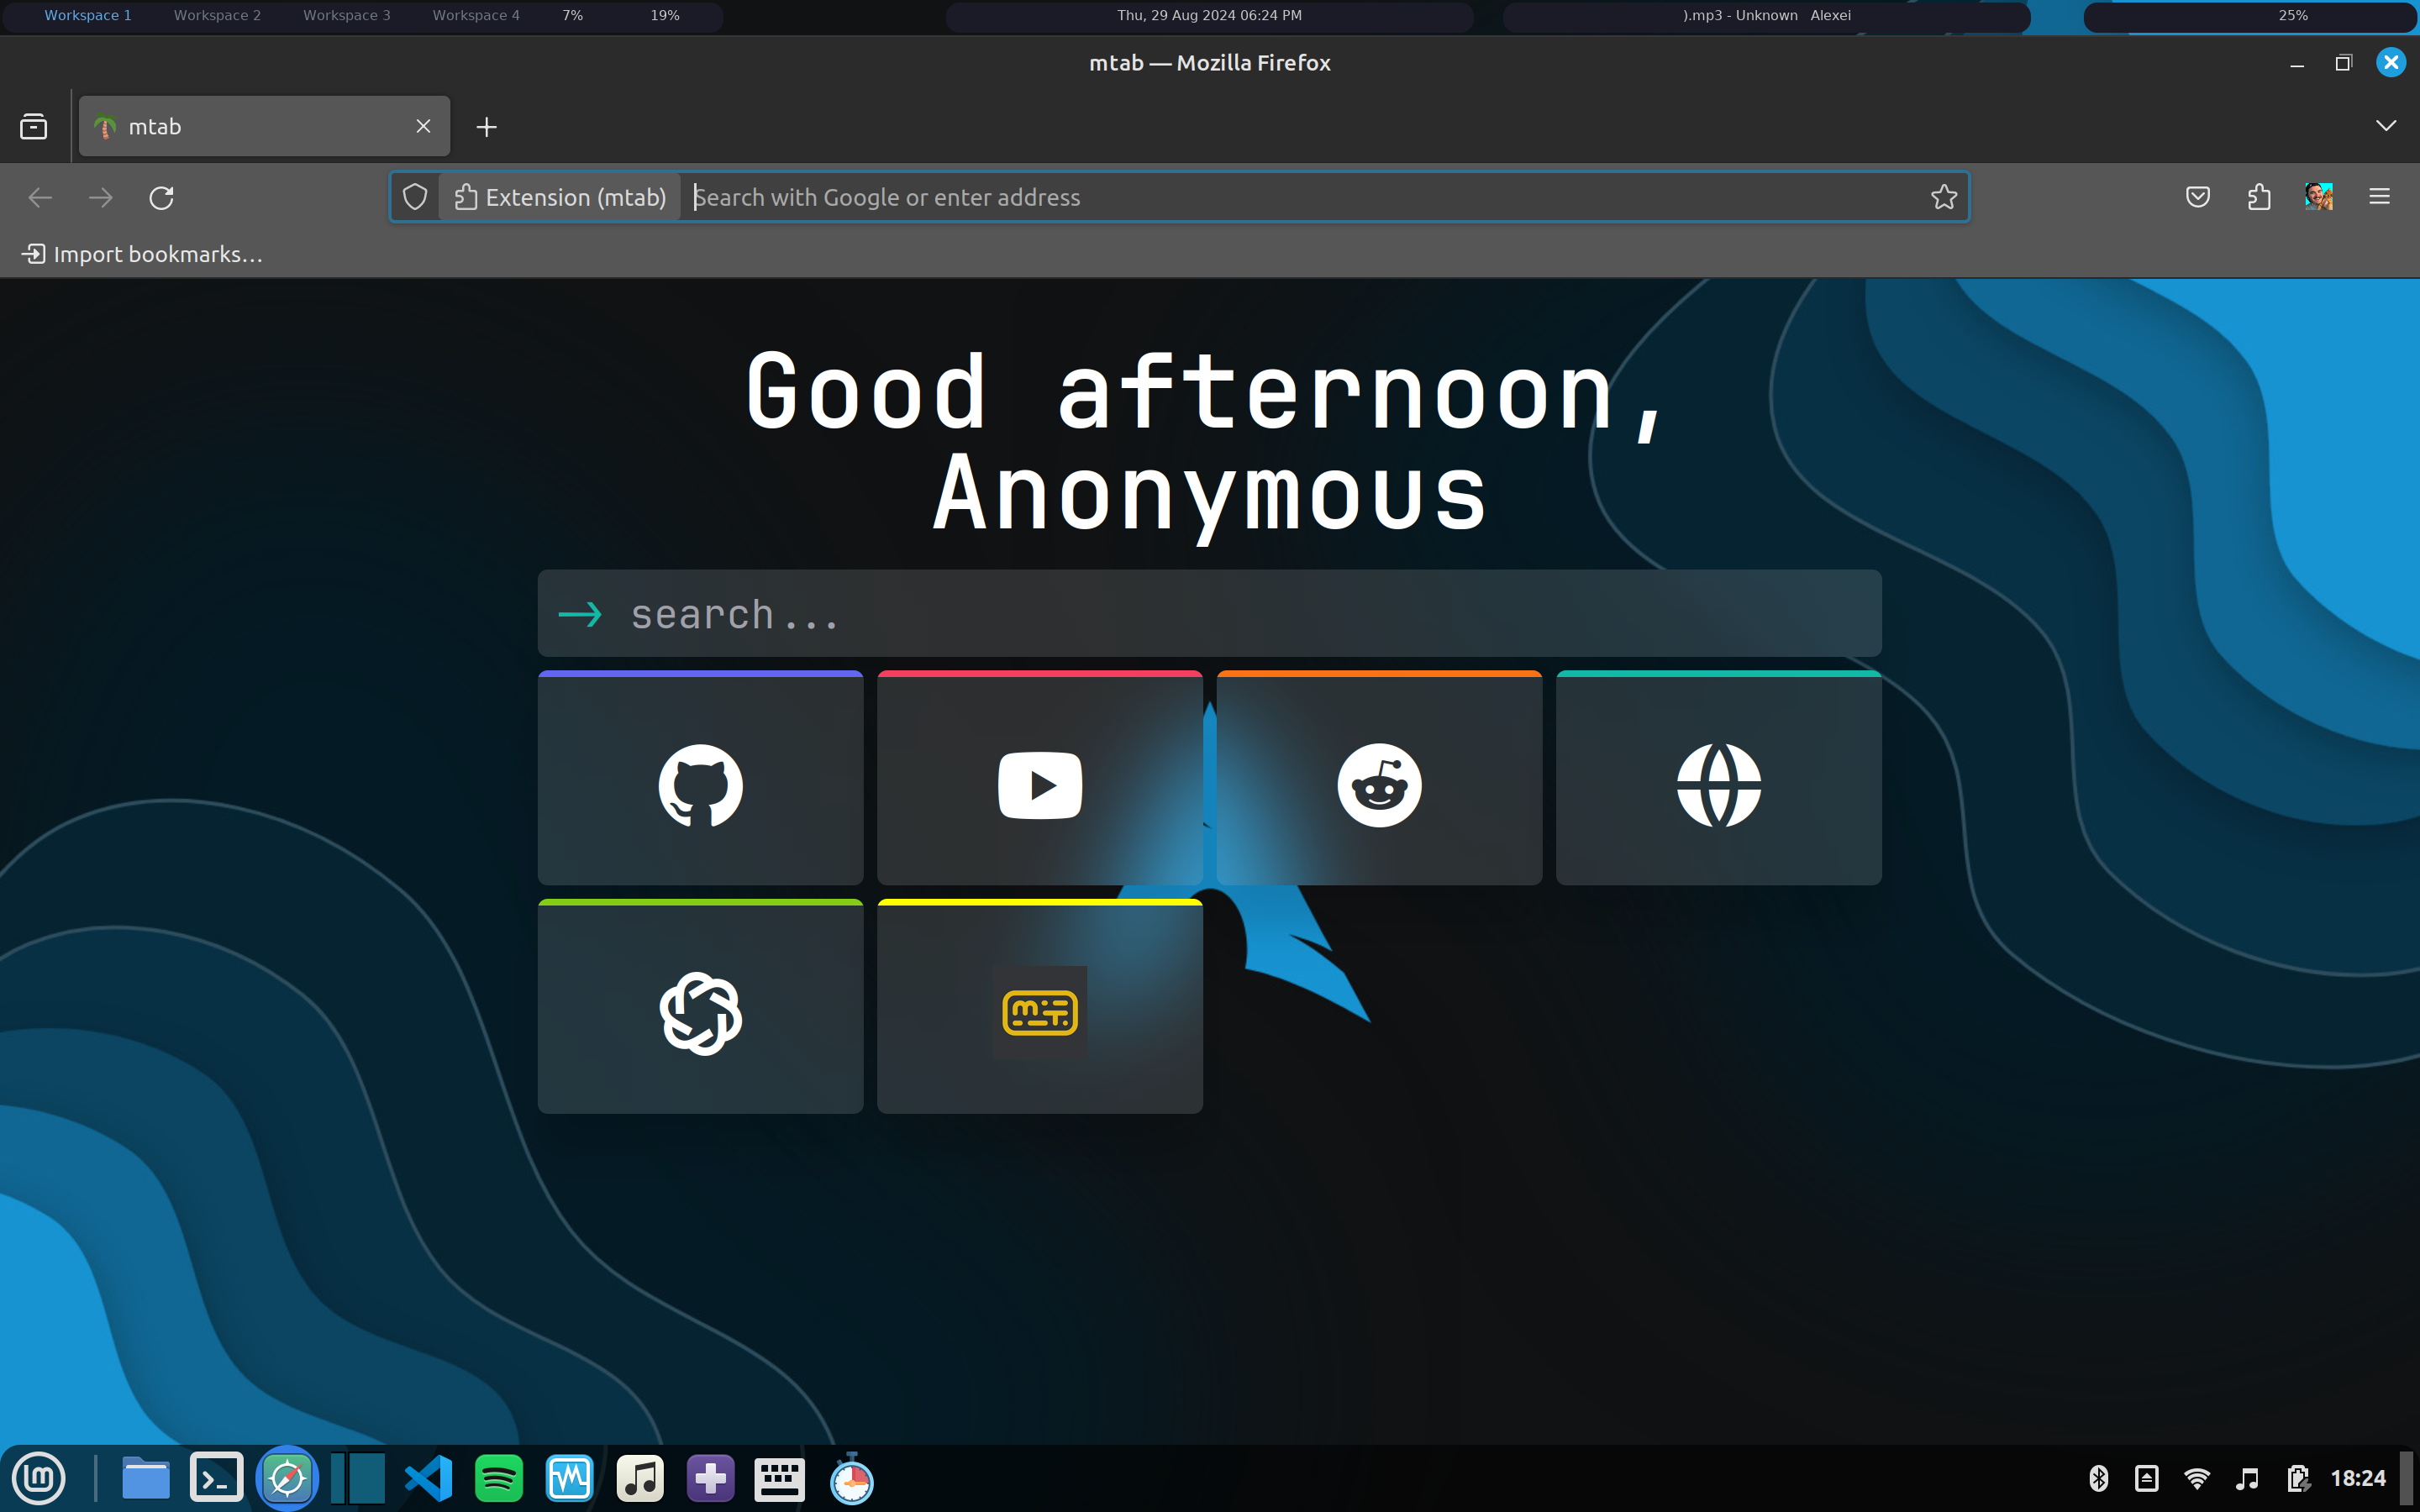 Workspace 1 Workspace 2 Workspace 3 Workspace 4 7% 19% Thu, 29 Aug 2024 06:24 PM ).mp3 - Unknown Alexei 25%
mtab — Mozilla Firefox
mtab
Extension (mtab) Search with Google or enter address
Import bookmarks…
Good afternoon,
Anonymous
search...
18:24